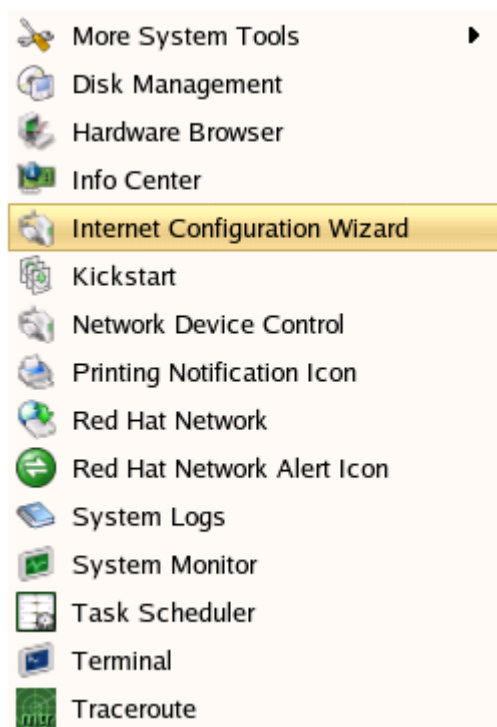 More System Tools
Disk Management
Hardware Browser
Info Center
Internet Configuration Wizard
Kickstart
Network Device Control
Printing Notification Icon
Red Hat Network
Red Hat Network Alert Icon
System Logs
System Monitor
Task Scheduler
Terminal
mtr Traceroute